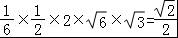 1/6 × 1/2 × 2 × √6 × √3 = √2/2